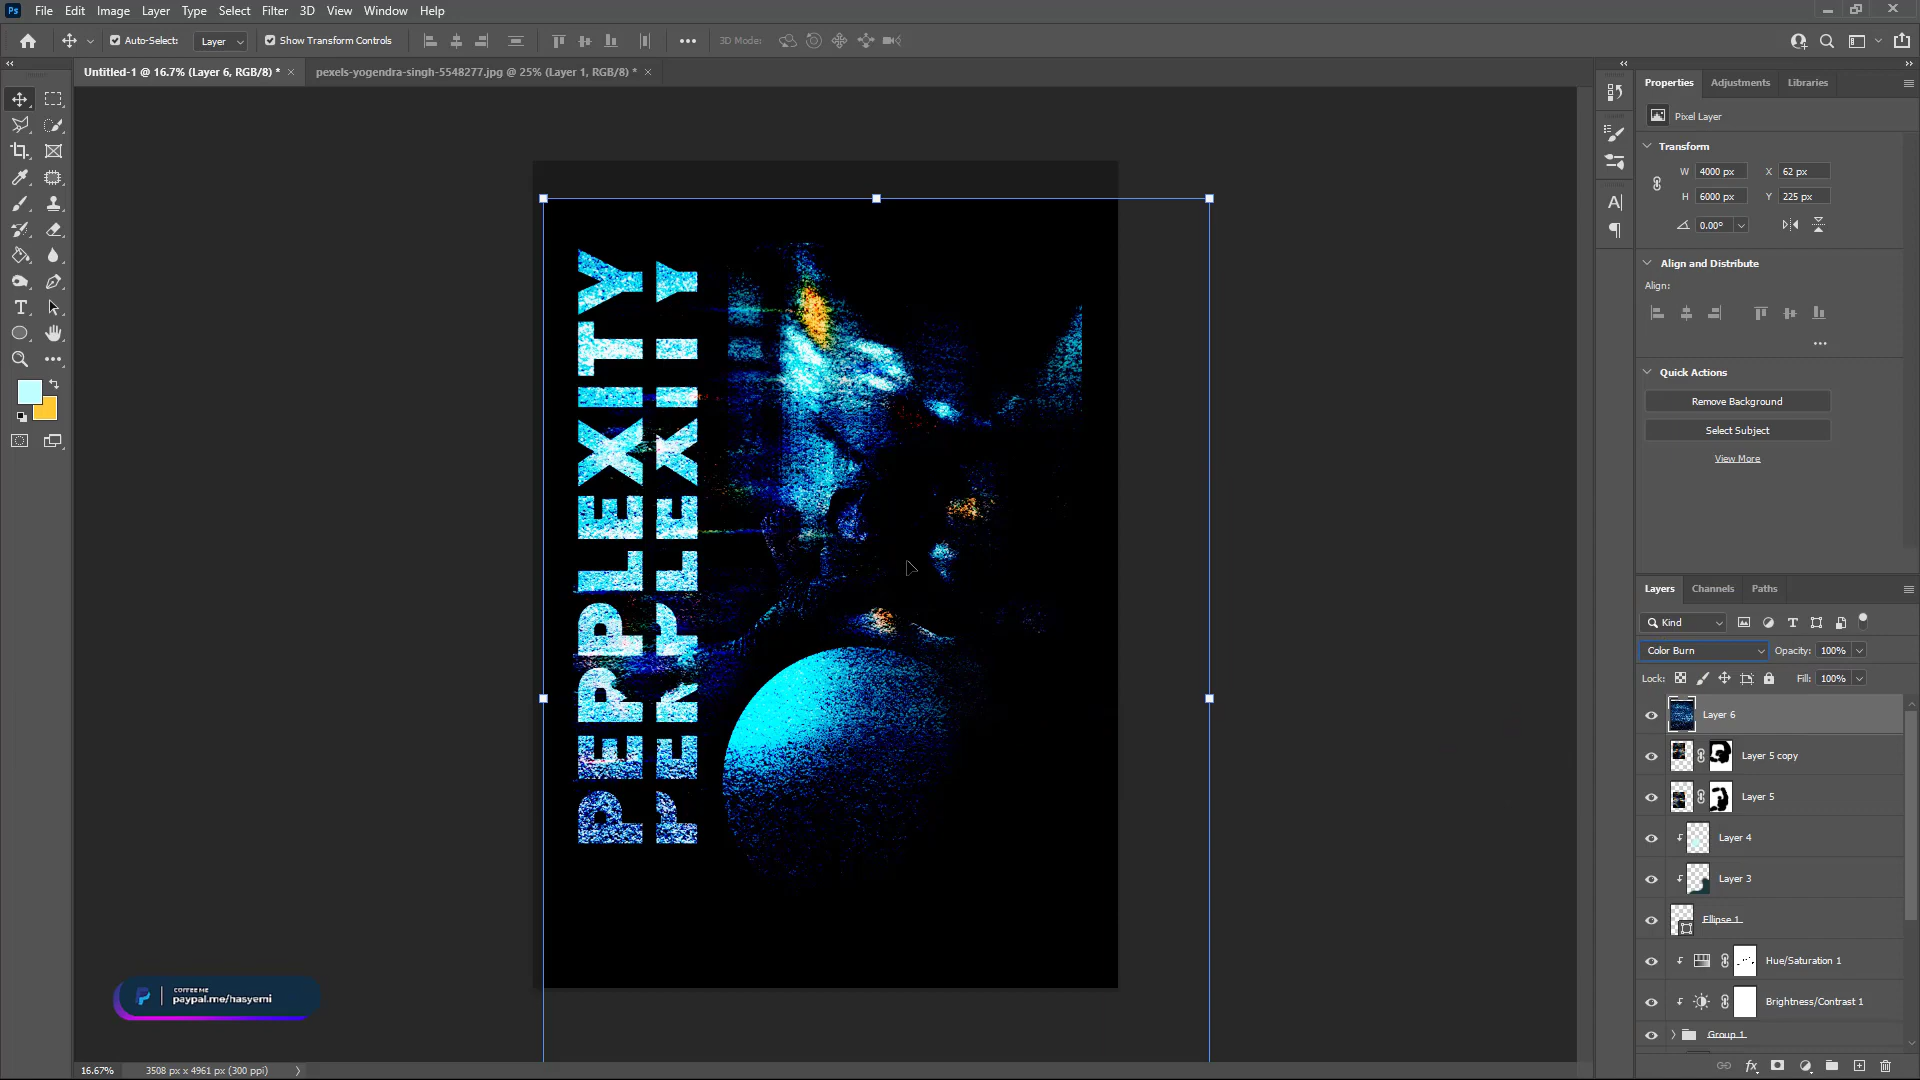 Ps File Edit Image Layer Type Select Filter 3D View Window Help
Auto-Select: Layer Show Transform Controls 3D Mode:
Untitled-1 @ 16.7% (Layer 6, RGB/8) * × pexels-yogendra-singh-5548277.jpg @ 25% (Layer 1, RGB/8) * ×
Properties Adjustments Libraries
Pixel Layer
Transform
W 4000 px X 62 px
H 6000 px Y 225 px
0.00°
Align and Distribute
Align:
Quick Actions
Remove Background
Select Subject
View More
Layers Channels Paths
Kind
Color Burn Opacity: 100%
Lock: Fill: 100%
Layer 6
Layer 5 copy
Layer 5
Layer 4
Layer 3
Ellipse 1
Hue/Saturation 1
Brightness/Contrast 1
Group 1
PEPPLEXITY
PERPLEXITY
COFFEE ME
paypal.me/hasyemi
16.67% 3508 px x 4961 px (300 ppi)